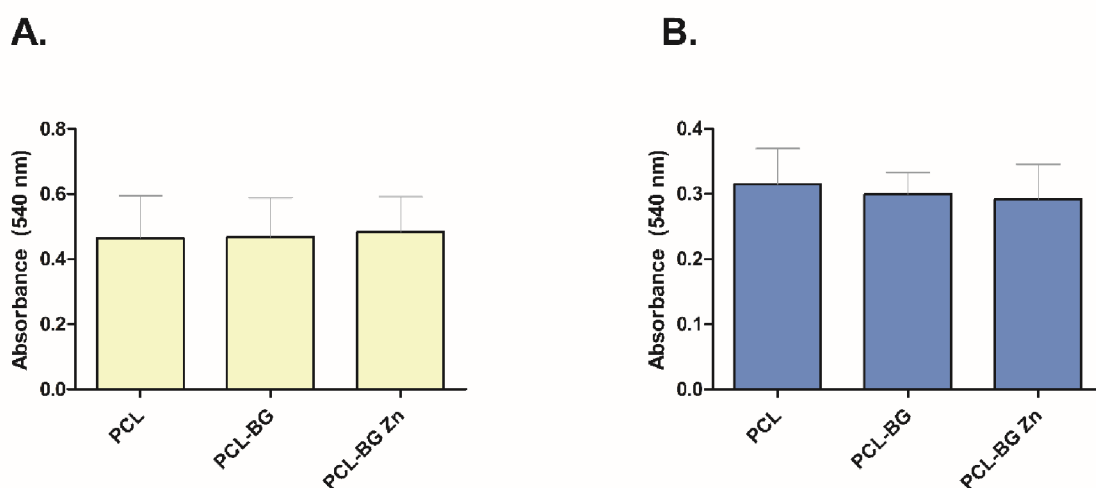 A.
B.
Absorbance (540 nm)
0.8
0.6
0.4
0.2
0.0
PCL
PCL-BG
PCL-BG Zn
Absorbance (540 nm)
0.4
0.3
0.2
0.1
0.0
PCL
PCL-BG
PCL-BG Zn